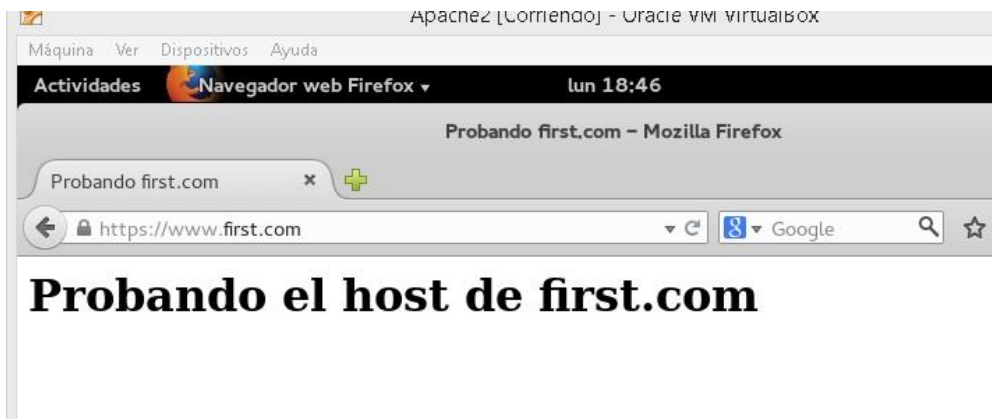 Apache2 [Corriendo] - Oracle VM VirtualBox
Máquina Ver Dispositivos Ayuda
Actividades Navegador web Firefox lun 18:46
Probando first.com – Mozilla Firefox
Probando first.com
https://www.first.com 8 Google
Probando el host de first.com